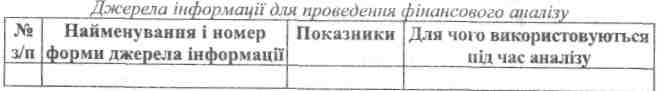 Джерела інформації для проведення фінансового аналізу
№ з/п
Найменування і номер форми джерела інформації
Показники
Для чого використовуються під час аналізу